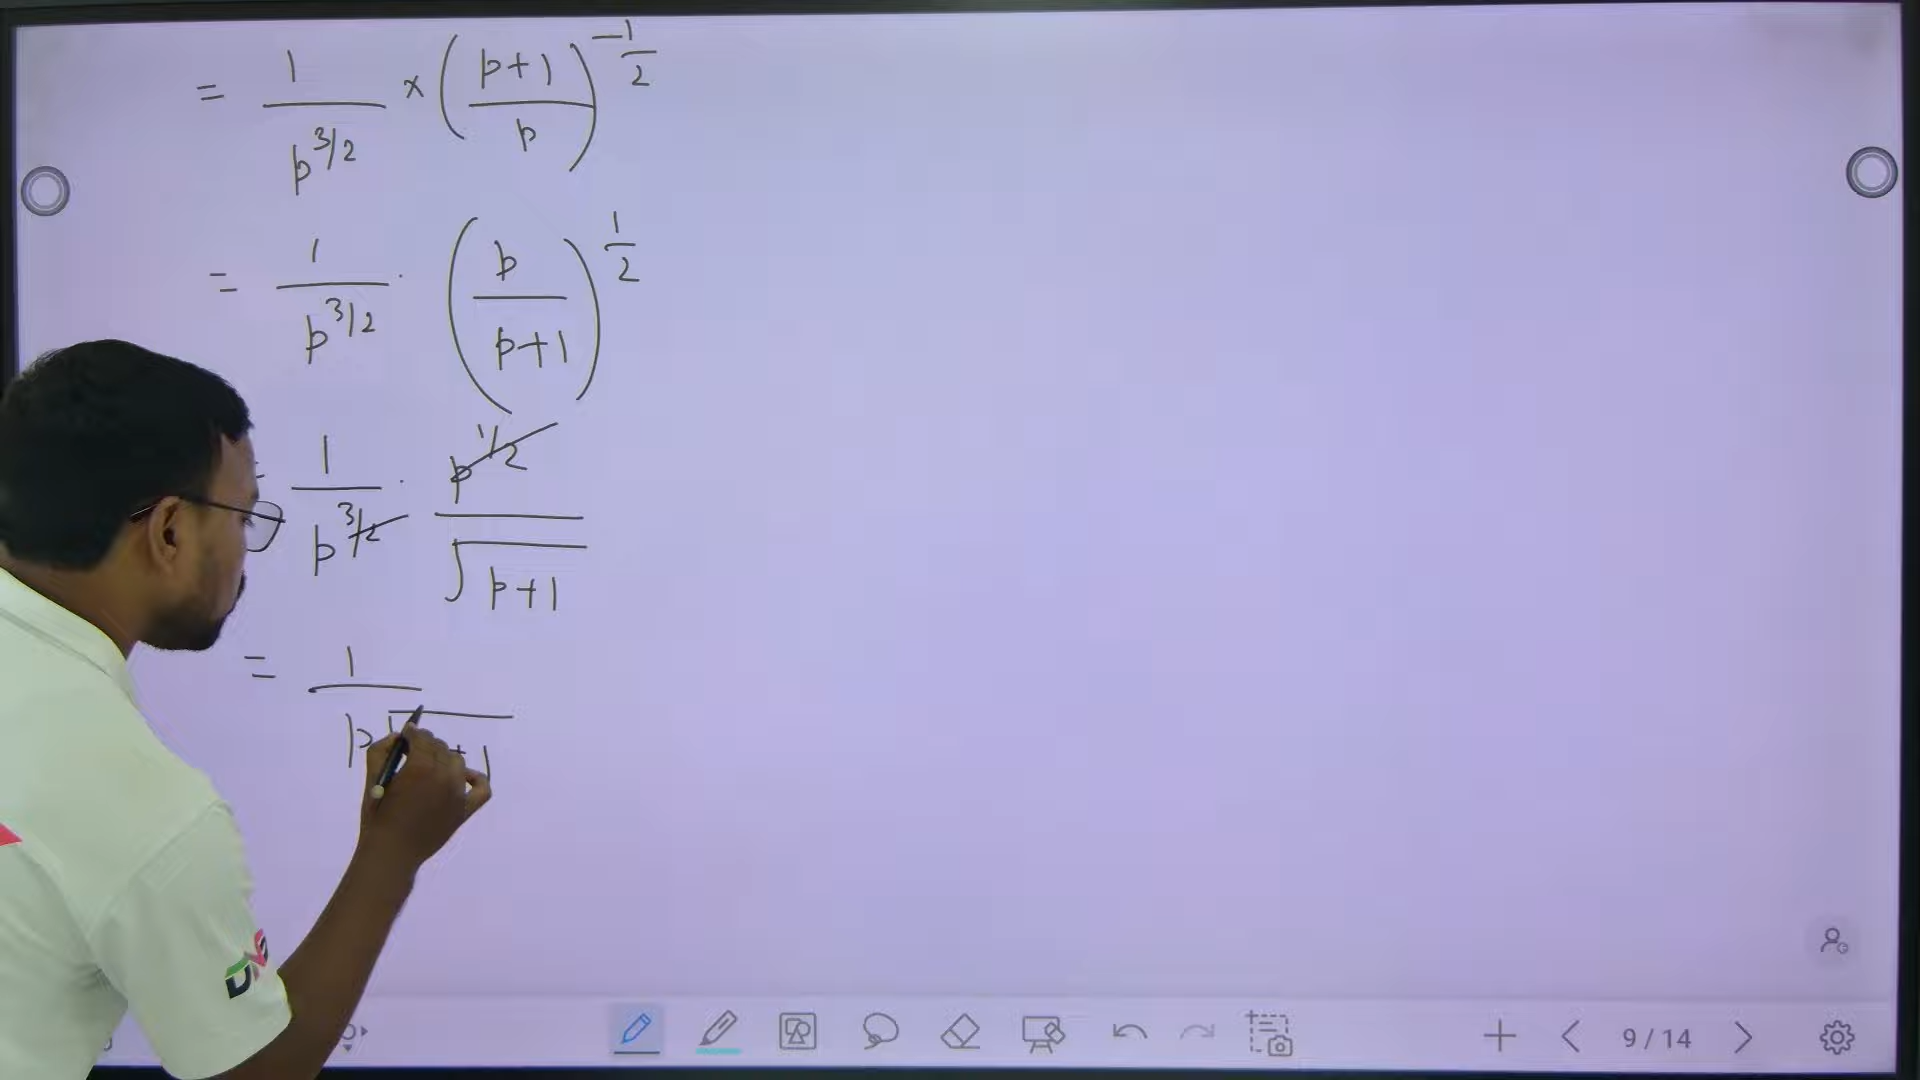 = 1/p^3/2 × (p+1/p)^-1/2
= 1/p^3/2 · (p/p+1)^1/2
= 1/p^3/2 · p^1/2/√p+1
= 1/p√p+1
9 / 14